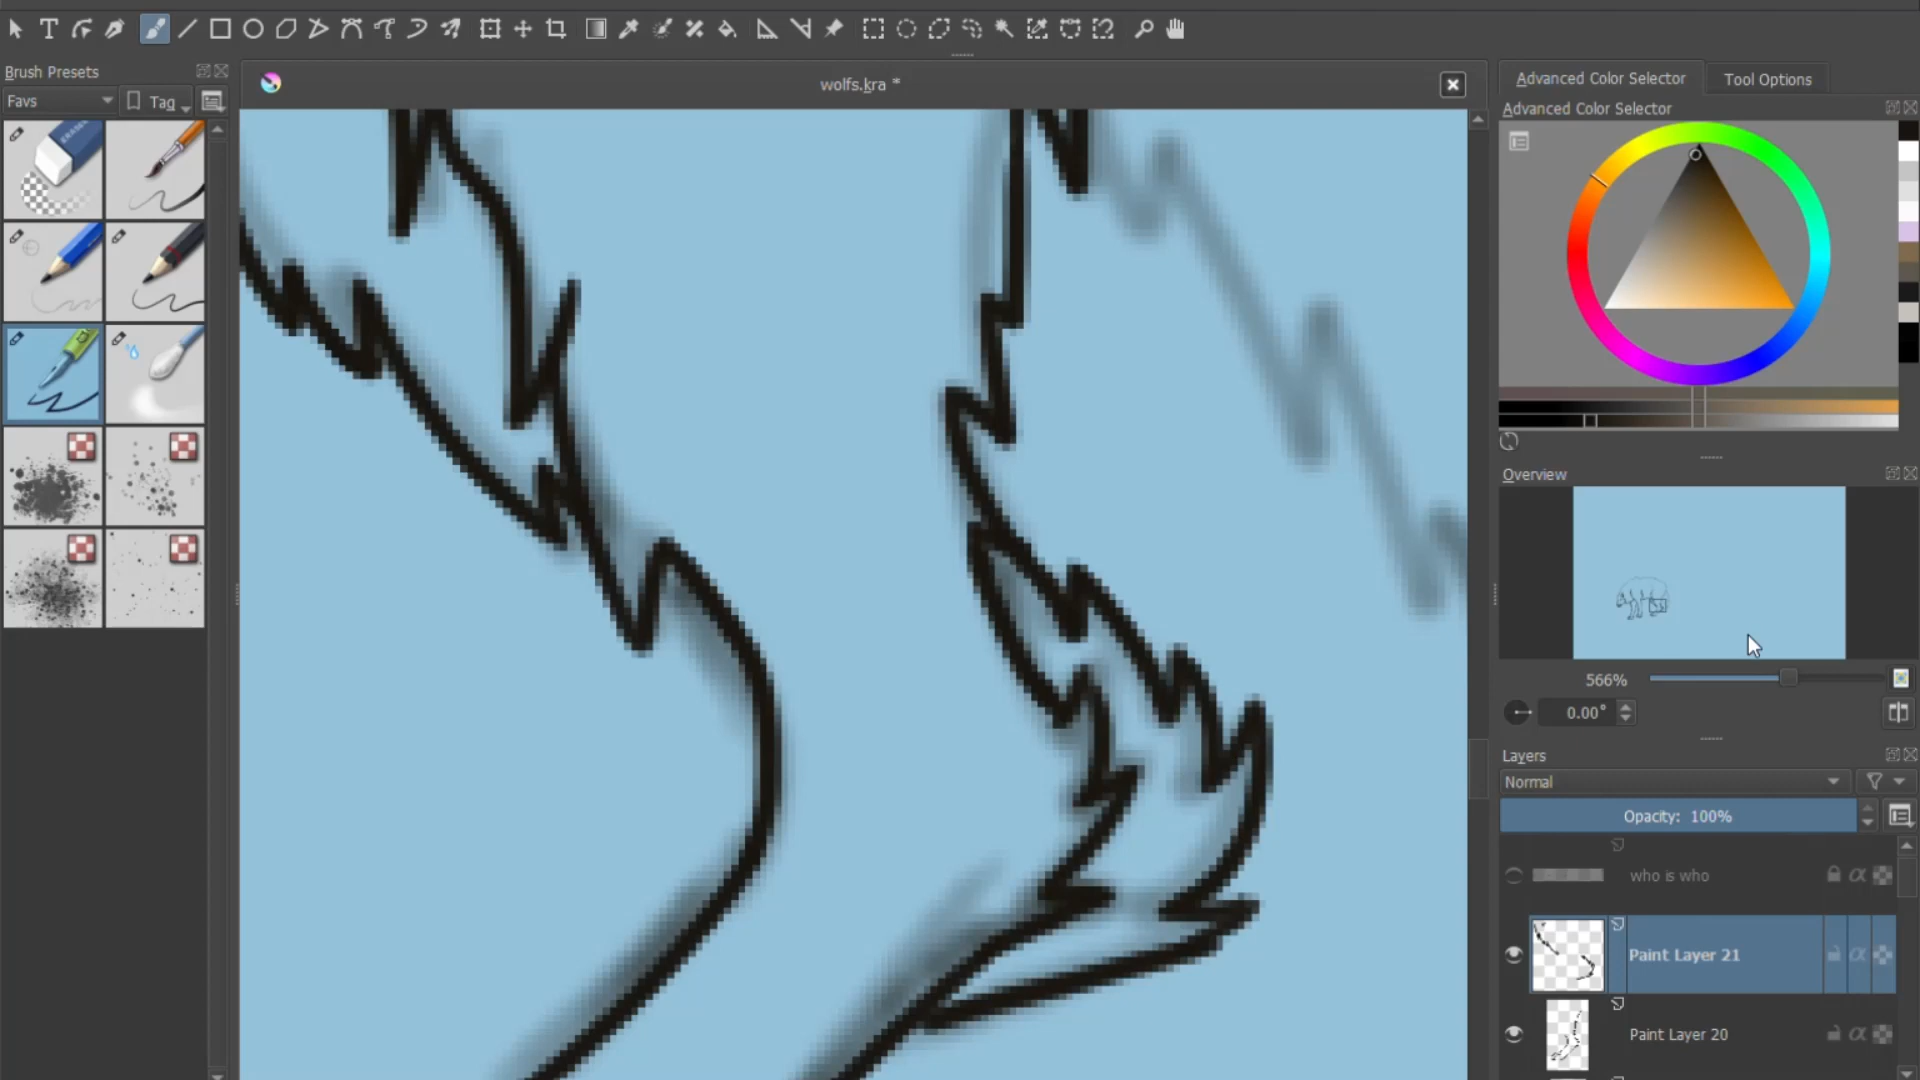 Brush Presets
Favs
Tag
wolfs.kra *
Advanced Color Selector
Tool Options
Advanced Color Selector
Overview
566%
0.00°
Layers
Normal
Opacity: 100%
who is who
Paint Layer 21
Paint Layer 20